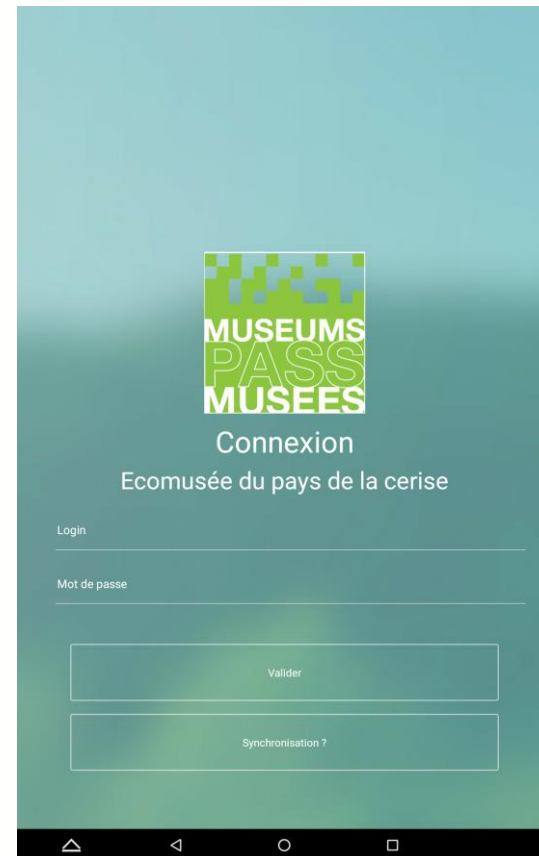 MUSEUMS
PASS
MUSEES
Connexion
Ecomusée du pays de la cerise
Login
Mot de passe
Valider
Synchronisation ?